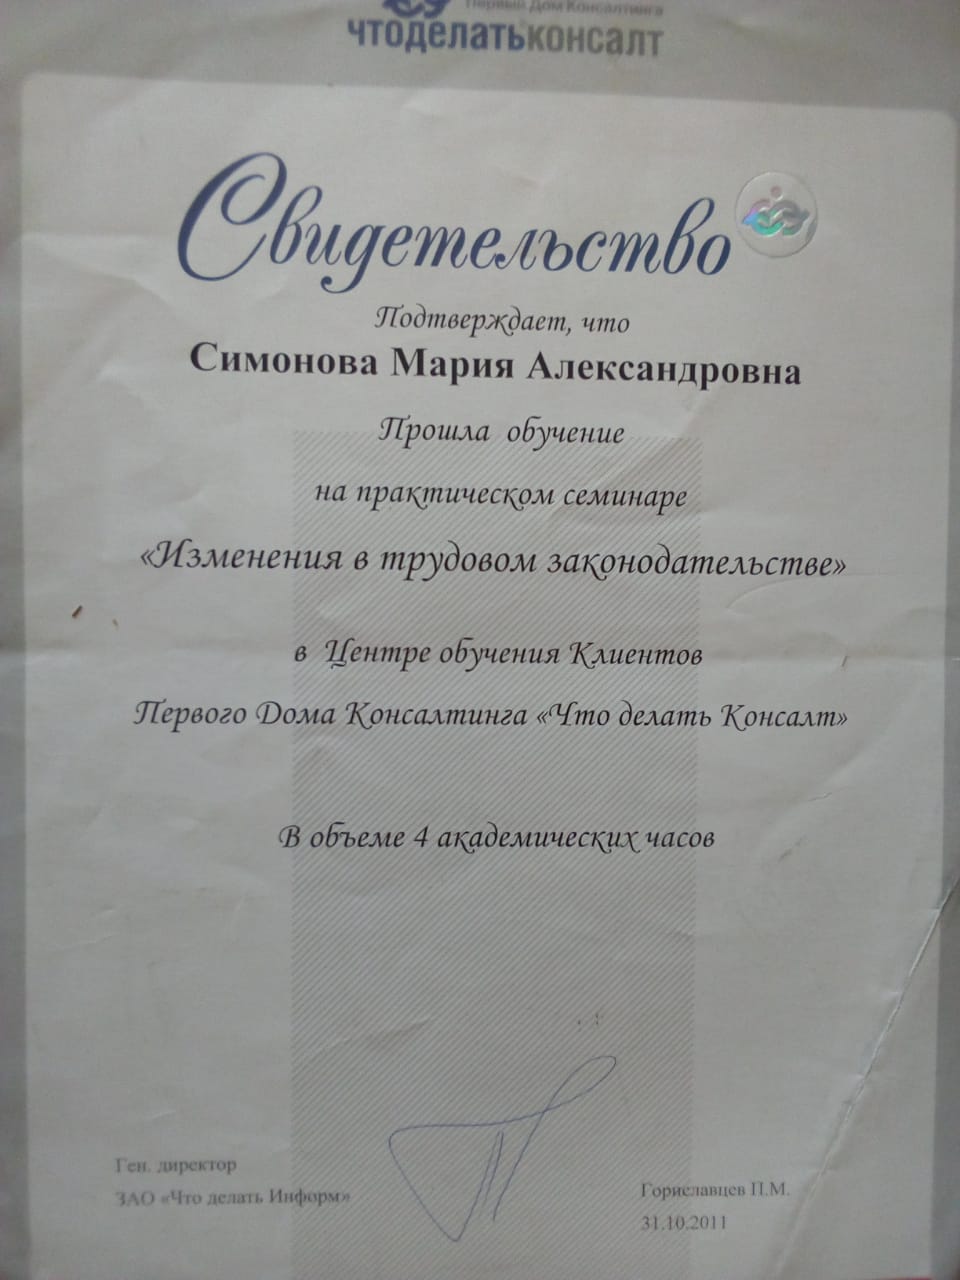 Первый Дом Консалтинга
чтоделатьконсалт
Свидетельство
Подтверждает, что
Симонова Мария Александровна
Прошла обучение
на практическом семинаре
«Изменения в трудовом законодательстве»
в Центре обучения Клиентов
Первого Дома Консалтинга «Что делать Консалт»
В объеме 4 академических часов
Ген. директор
ЗАО «Что делать Информ»
Гориславцев П.М.
31.10.2011